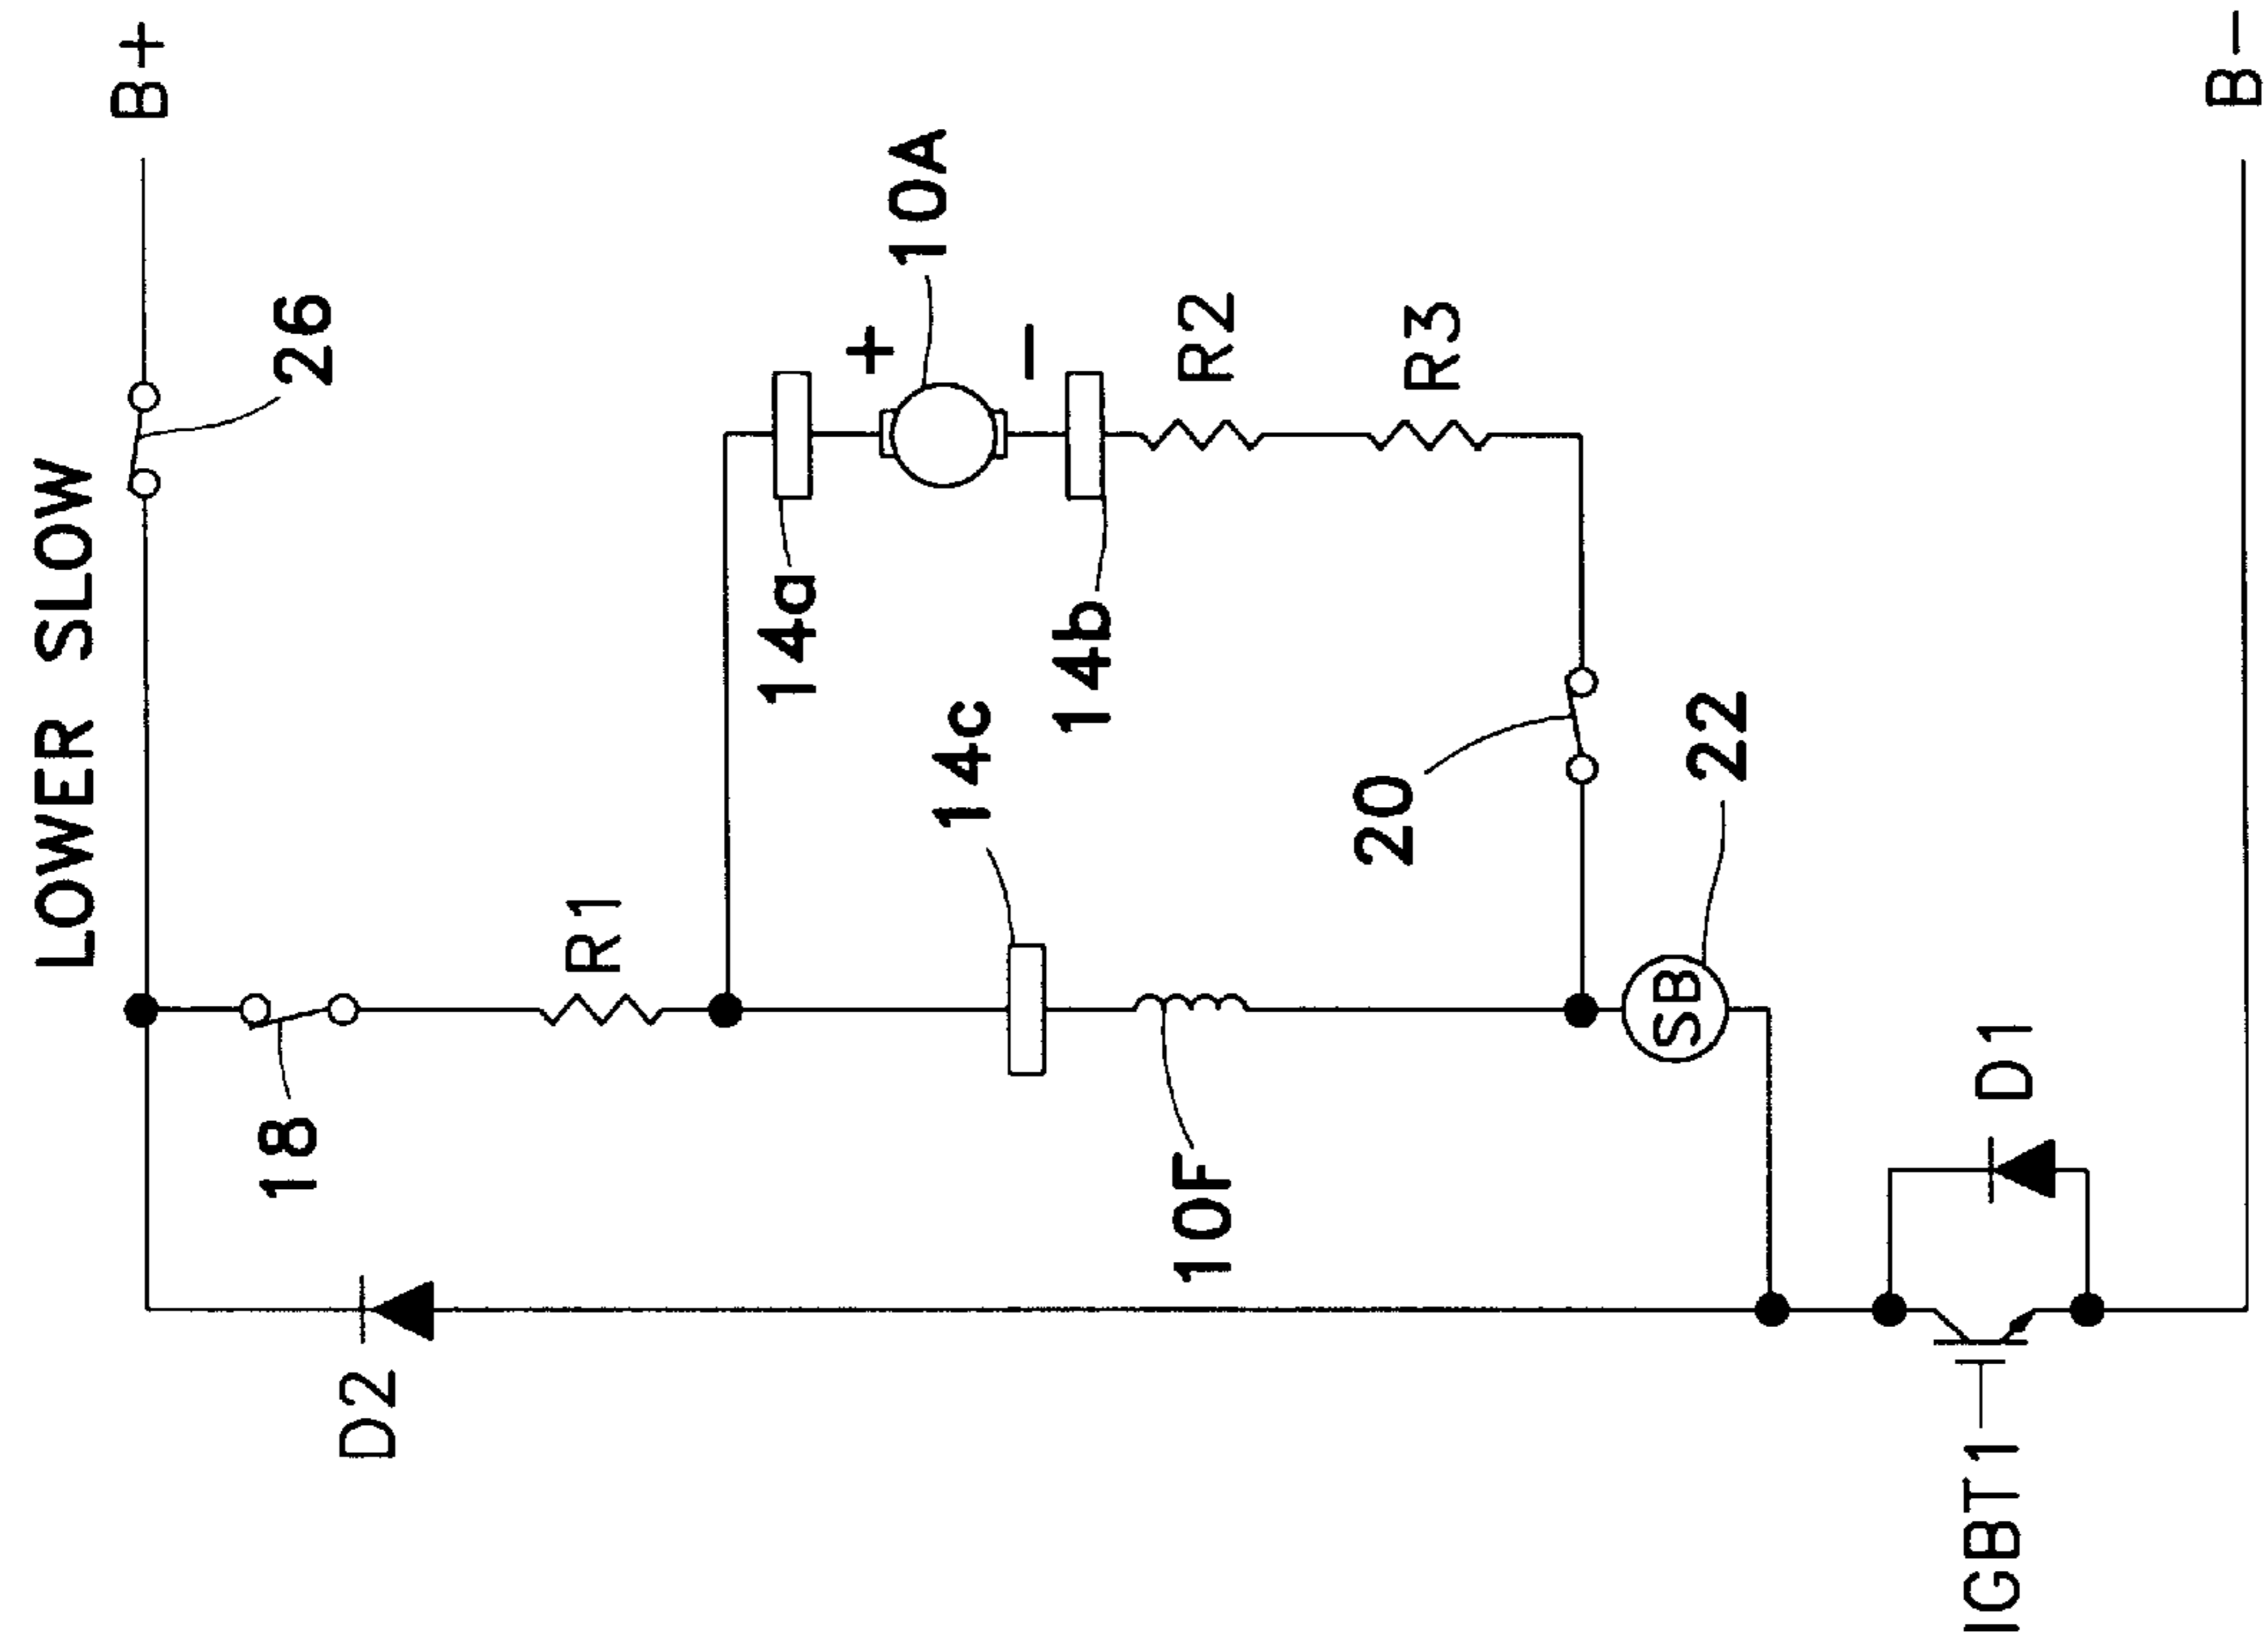 LOWER SLOW
B+
26
18
R1
D2
10A
+
−
14a
14b
14c
R2
R3
10F
20
22
SB
D1
IGBT1
B−